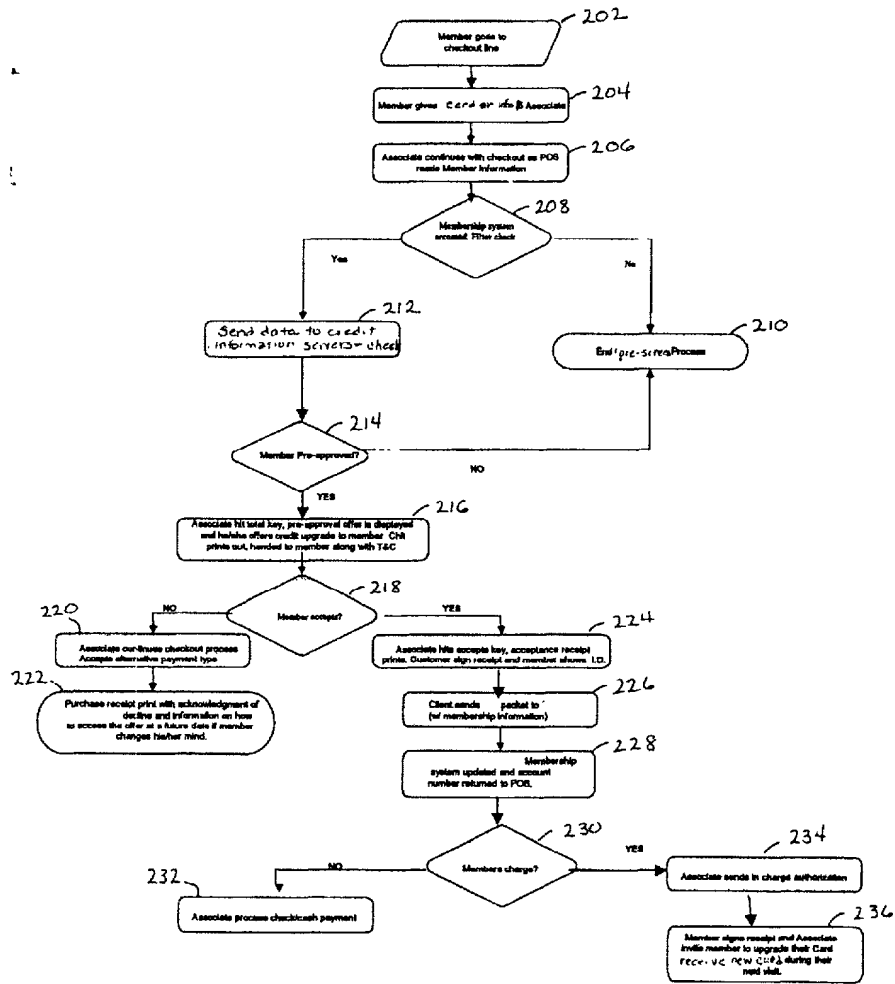 202
Member goes to
checkout line
204
Member gives card or info Associate
206
Associate continues with checkout as POS
reads Member Information
208
Membership system
accessed. Filter check
Yes
No
212
Send data to credit
information servers- check
210
End "pre-screen" Process
214
Member Pre-approved?
NO
YES
216
Associate hit total key, pre-approval offer is displayed
and he/she offers credit upgrade to member. Chit
prints out, handed to member along with T&C
218
Member accepts?
NO
YES
220
Associate continues checkout process
Accepts alternative payment type
224
Associate hits accepts key, acceptance receipt
prints. Customer sign receipt and member shows I.D.
222
Purchase receipt print with acknowledgment of
decline and information on how
to access the offer at a future date if member
changes his/her mind.
226
Client sends packet to
(w/ membership information)
228
Membership
system updated and account
number returned to POS.
230
Members charge?
NO
YES
232
Associate process check/cash payment
234
Associate sends in charge authorization
236
Member signs receipt and Associate
invite member to upgrade their Card
receive new card during their
next visit.